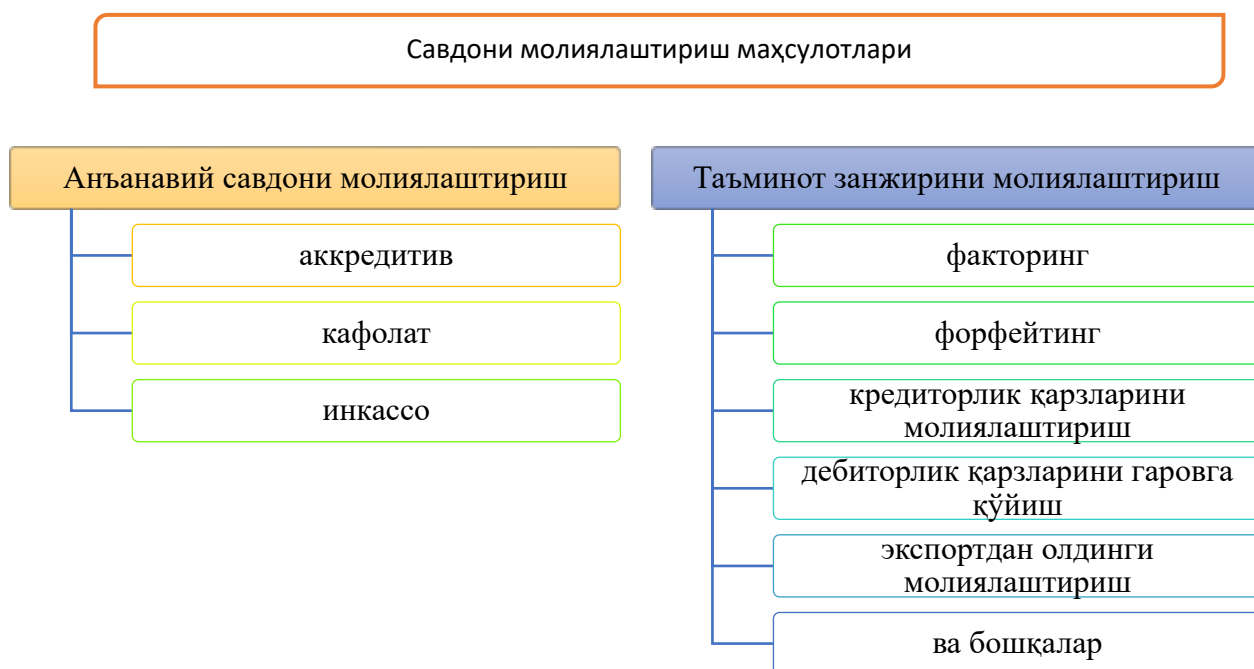 Савдони молиялаштириш маҳсулотлари
Анъанавий савдони молиялаштириш
аккредитив
кафолат
инкассо
Таъминот занжирини молиялаштириш
факторинг
форфейтинг
кредиторлик қарзларини
молиялаштириш
дебиторлик қарзларини гаровга
қўйиш
экспортдан олдинги
молиялаштириш
ва бошқалар